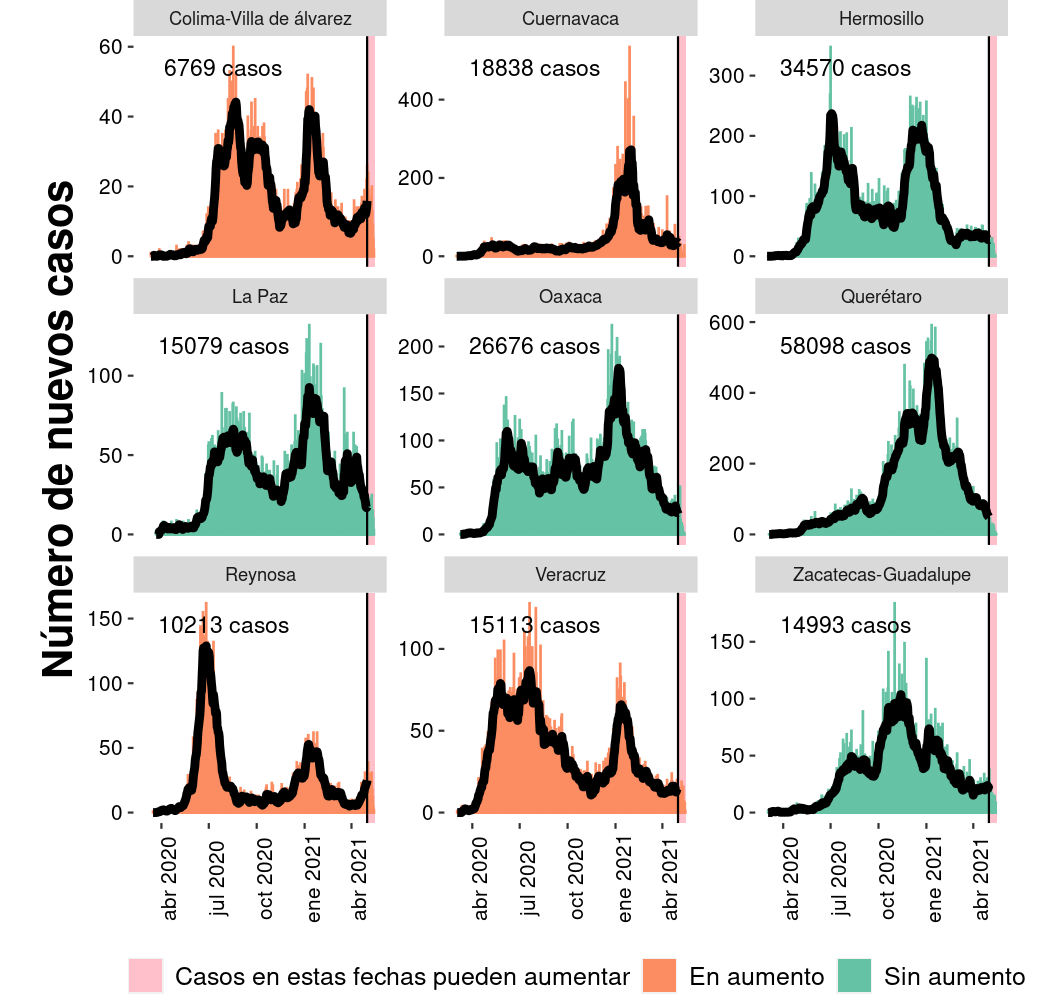 Número de nuevos casos
Colima-Villa de álvarez
Cuernavaca
Hermosillo
60
40
20
0
6769 casos
400
200
0
18838 casos
300
200
100
0
34570 casos
La Paz
Oaxaca
Querétaro
100
50
0
15079 casos
200
150
100
50
0
26676 casos
600
400
200
0
58098 casos
Reynosa
Veracruz
Zacatecas-Guadalupe
150
100
50
0
10213 casos
100
50
0
15113 casos
150
100
50
0
14993 casos
abr 2020
jul 2020
oct 2020
ene 2021
abr 2021
abr 2020
jul 2020
oct 2020
ene 2021
abr 2021
abr 2020
jul 2020
oct 2020
ene 2021
abr 2021
Casos en estas fechas pueden aumentar
En aumento
Sin aumento